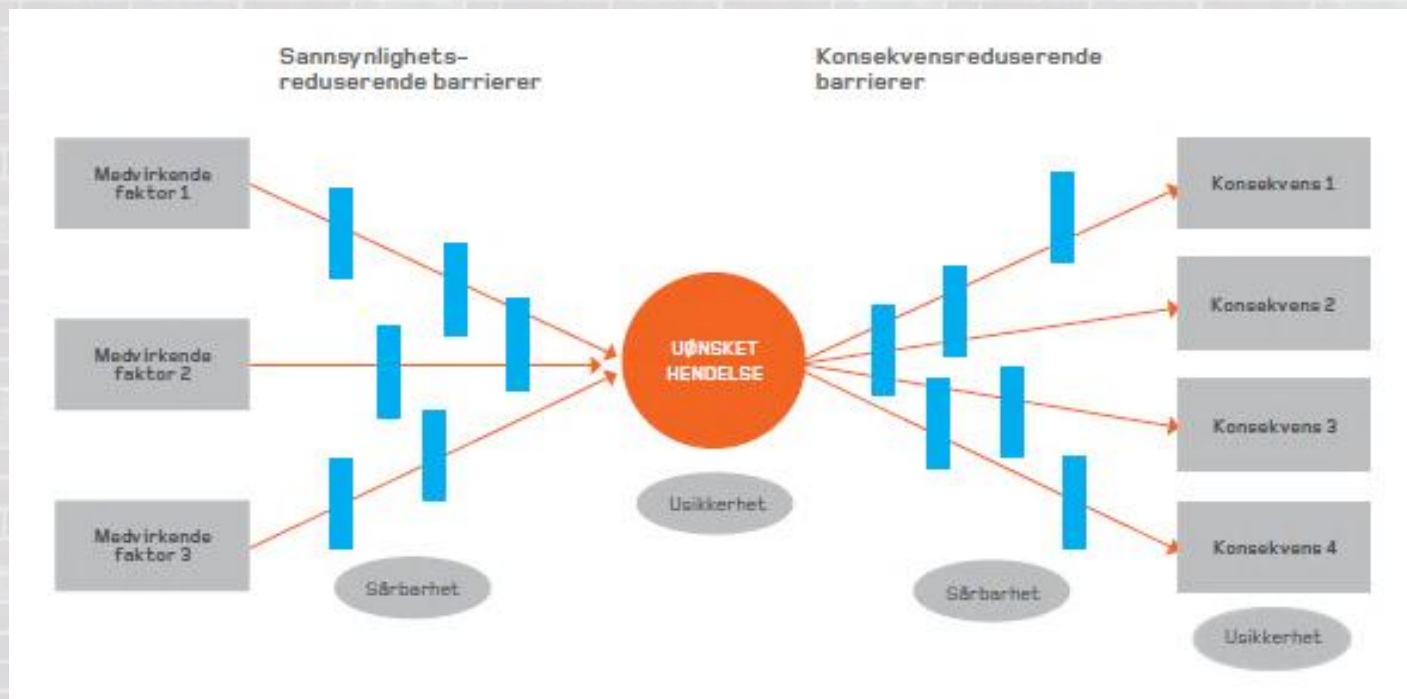 Sannsynlighets-
reduserende barrierer
Konsekvensreduserende
barrierer
Medvirkende
faktor 1
Medvirkende
faktor 2
Medvirkende
faktor 3
UØNSKET
HENDELSE
Usikkerhet
Sårbarhet
Sårbarhet
Konsekvens 1
Konsekvens 2
Konsekvens 3
Konsekvens 4
Usikkerhet